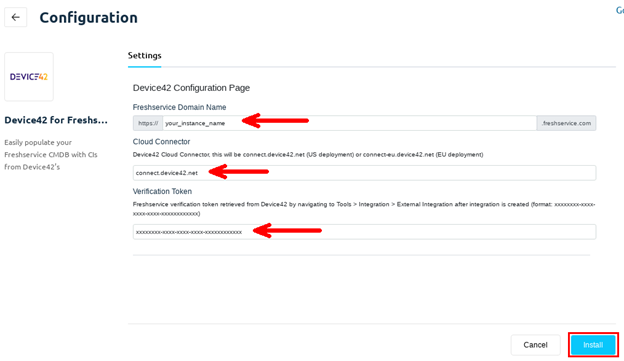 Configuration
Settings
DEVICE42
Device42 for Freshs...
Easily populate your
Freshservice CMDB with CIs
from Device42's
Device42 Configuration Page
Freshservice Domain Name
https:// your_instance_name .freshservice.com
Cloud Connector
Device42 Cloud Connector, this will be connect.device42.net (US deployment) or connect-eu.device42.net (EU deployment)
connect.device42.net
Verification Token
Freshservice verification token retrieved from Device42 by navigating to Tools > Integration > External Integration after integration is created (format: xxxxxxxx-xxxx-
xxxx-xxxx-xxxxxxxxxxxx)
xxxxxxxx-xxxx-xxxx-xxxx-xxxxxxxxxxxx
Cancel Install